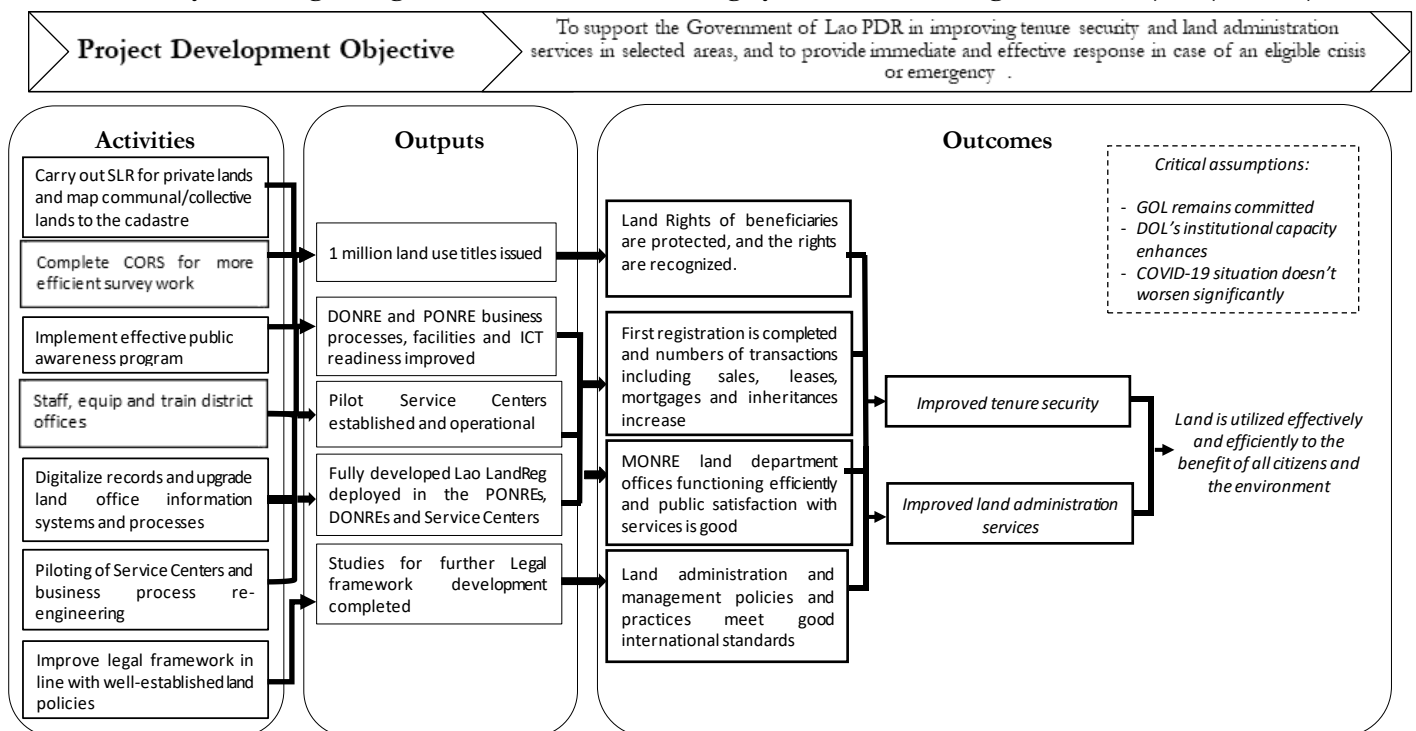 Project Development Objective
To support the Government of Lao PDR in improving tenure security and land administration
services in selected areas, and to provide immediate and effective response in case of an eligible crisis
or emergency .
Activities
Carry out SLR for private lands
and map communal/collective
lands to the cadastre
Complete CORS for more
efficient survey work
Implement effective public
awareness program
Staff, equip and train district
offices
Digitalize records and upgrade
land office information
systems and processes
Piloting of Service Centers and
business process re-
engineering
Improve legal framework in
line with well-established land
policies
Outputs
1 million land use titles issued
DONRE and PONRE business
processes, facilities and ICT
readiness improved
Pilot Service Centers
established and operational
Fully developed Lao LandReg
deployed in the PONREs,
DONREs and Service Centers
Studies for further Legal
framework development
completed
Outcomes
Land Rights of beneficiaries
are protected, and the rights
are recognized.
First registration is completed
and numbers of transactions
including sales, leases,
mortgages and inheritances
increase
MONRE land department
offices functioning efficiently
and public satisfaction with
services is good
Land administration and
management policies and
practices meet good
international standards
Improved tenure security
Improved land administration
services
Land is utilized effectively
and efficiently to the
benefit of all citizens and
the environment
Critical assumptions:
- GOL remains committed
- DOL's institutional capacity
enhances
- COVID-19 situation doesn't
worsen significantly